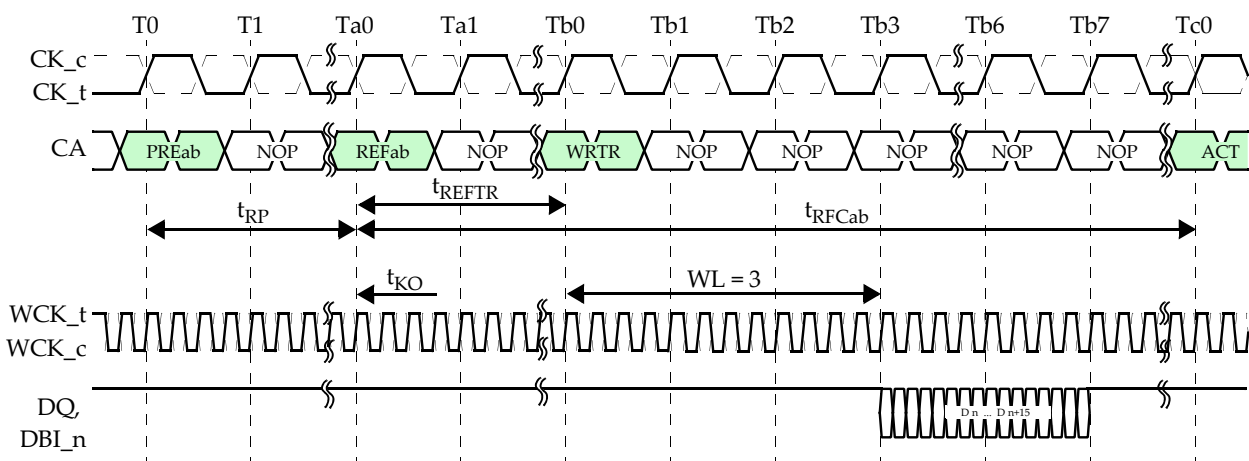 T0 T1 Ta0 Ta1 Tb0 Tb1 Tb2 Tb3 Tb6 Tb7 Tc0
CK_c
CK_t
CA PREab NOP REFab NOP WRTR NOP NOP NOP NOP NOP ACT
tREFTR
tRP tRFCab
tKO WL = 3
WCK_t
WCK_c
DQ, D n ... D n+15
DBI_n